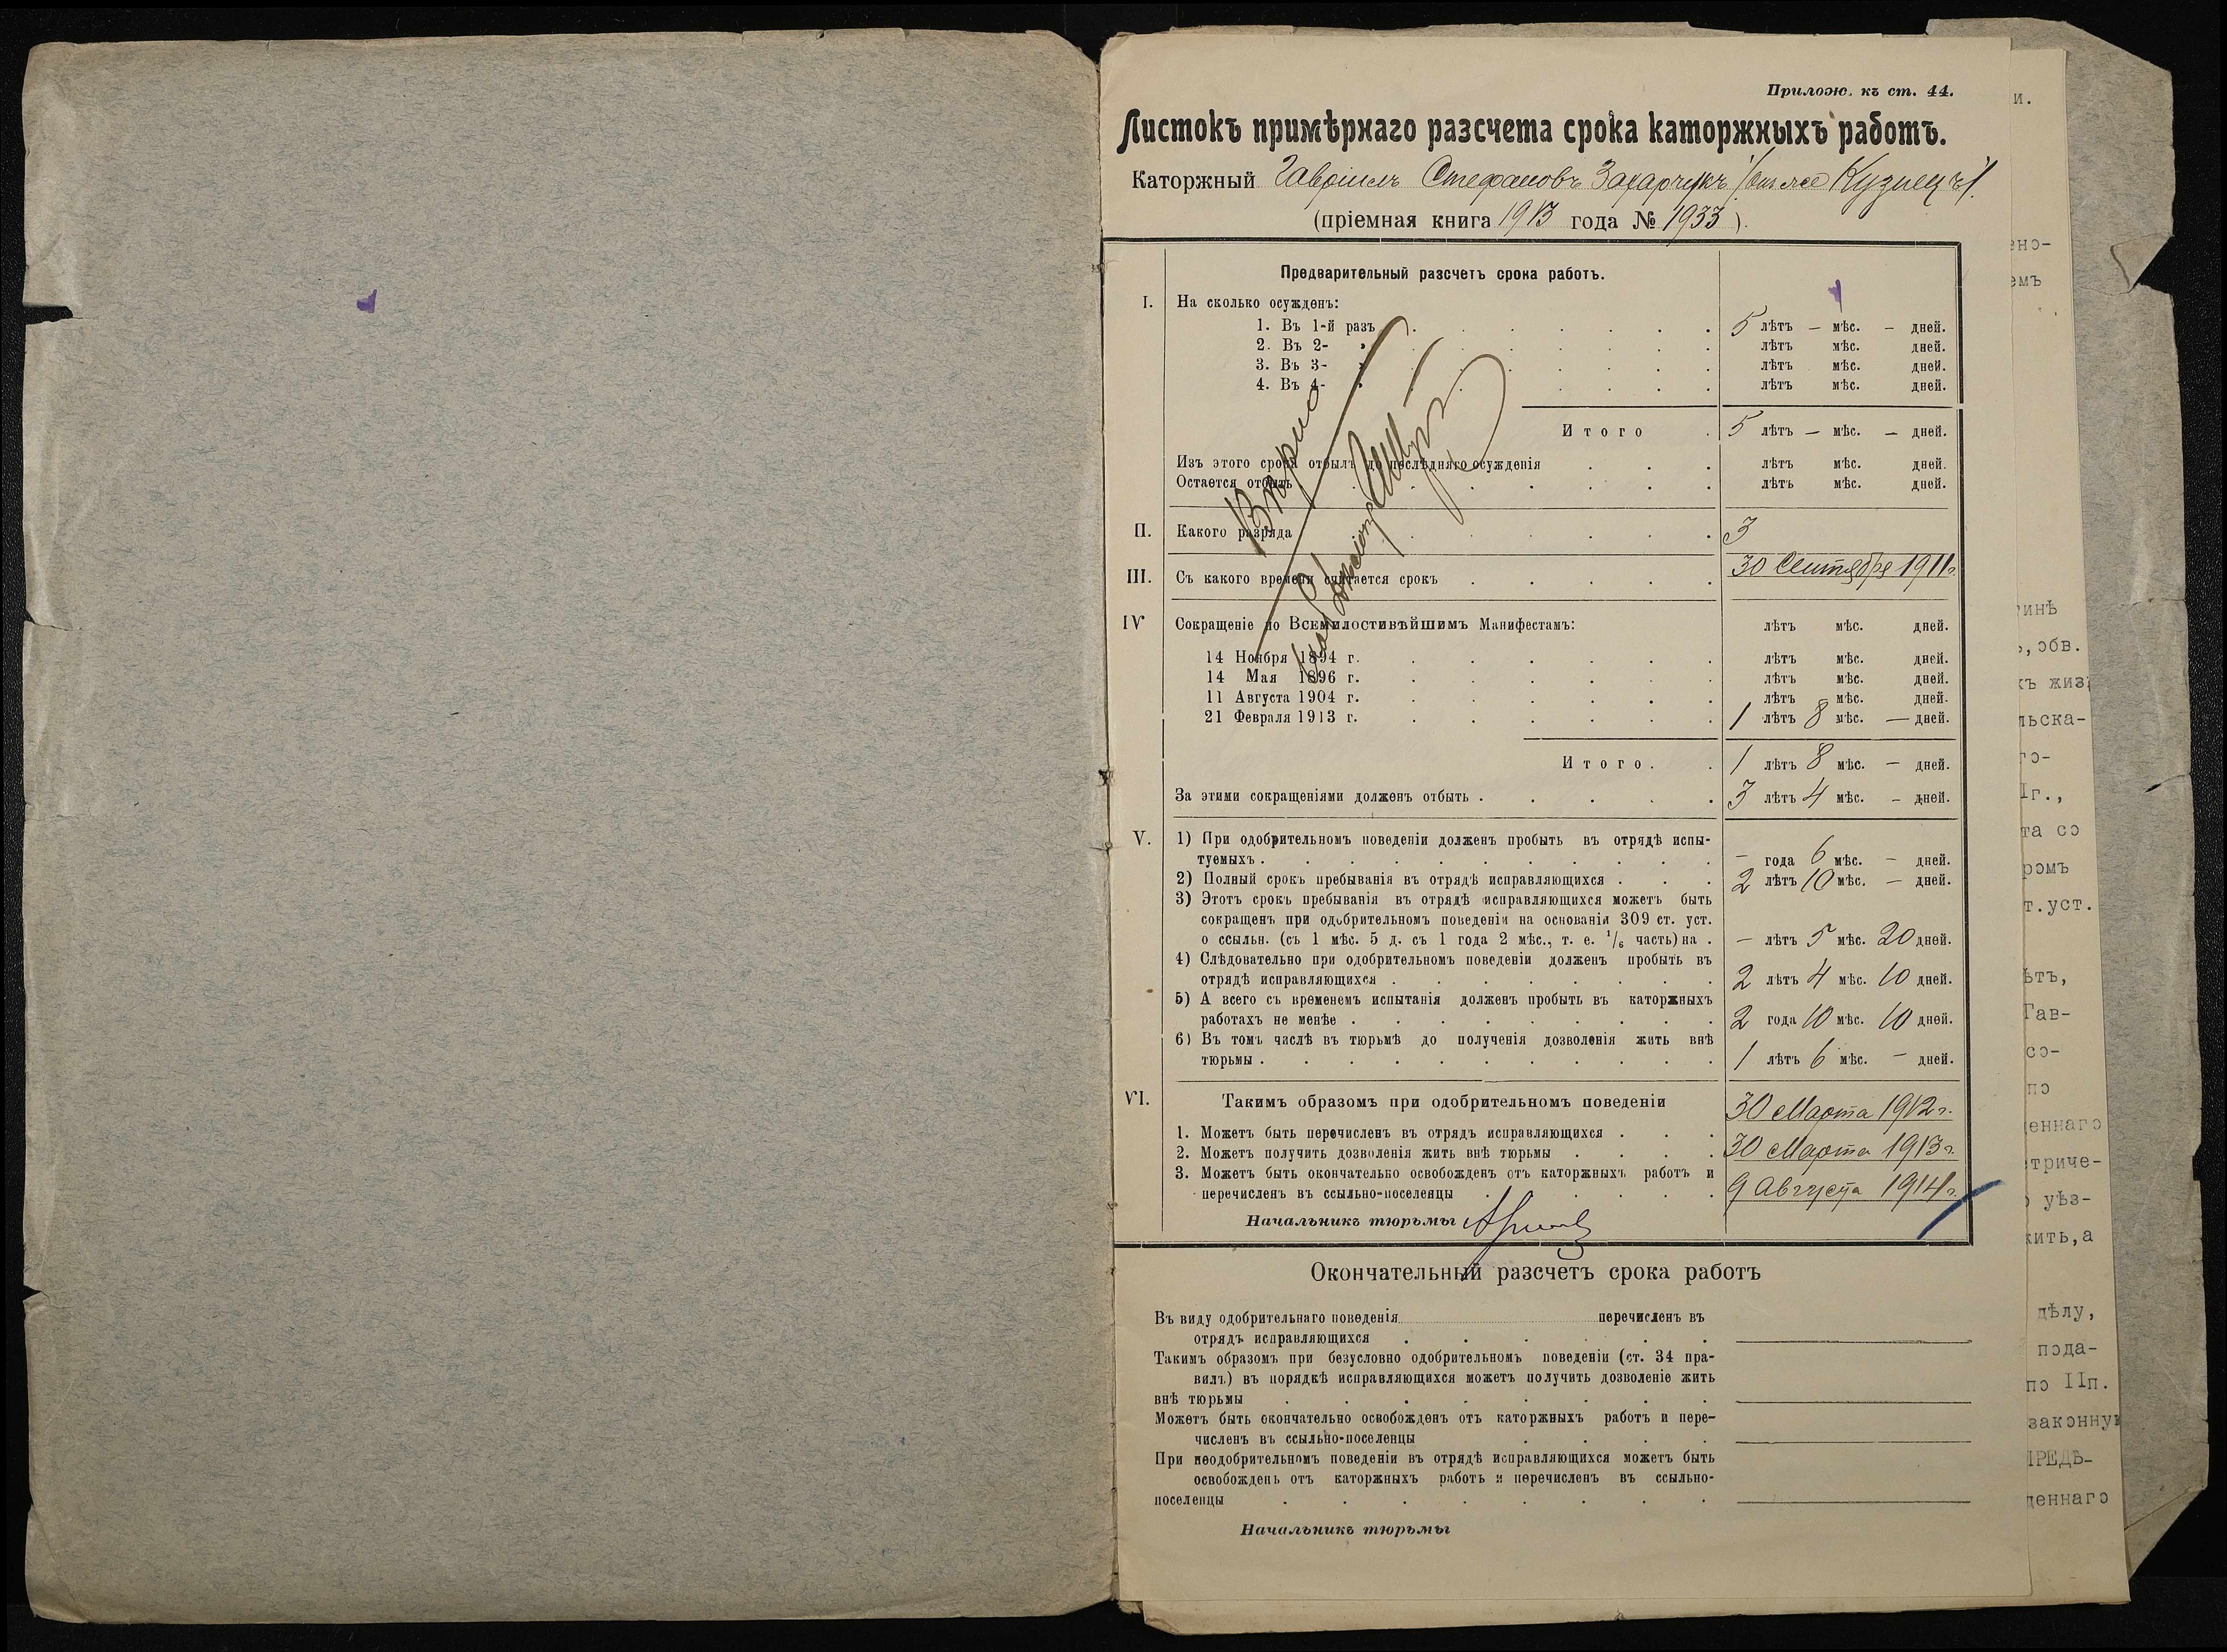 Прилож. къ ст. 44.
Листокъ примѣрнаго разсчета срока каторжныхъ работъ.
Каторжный Гавріилъ Стефановъ Захарчукъ /онъ же Кузнецъ/.
(пріемная книга 1913 года № 1933).
Предварительный разсчетъ срока работъ.
I. На сколько осужденъ:
1. Въ 1-й разъ 5 лѣтъ — мѣс. — дней.
2. Въ 2- » лѣтъ мѣс. дней.
3. Въ 3- » лѣтъ мѣс. дней.
4. Въ 4- » лѣтъ мѣс. дней.
Итого 5 лѣтъ — мѣс. — дней.
Изъ этого срока отбылъ до послѣдняго осужденія лѣтъ мѣс. дней.
Остается отбыть лѣтъ мѣс. дней.
Вѣрно
II. Какого разряда 3
III. Съ какого времени считается срокъ 30 Сентября 1911 г.
IV Сокращеніе по Всемилостивѣйшимъ Манифестамъ: лѣтъ мѣс. дней.
14 Ноября 1894 г. лѣтъ мѣс. дней.
14 Мая 1896 г. лѣтъ мѣс. дней.
11 Августа 1904 г. лѣтъ мѣс. дней.
21 Февраля 1913 г. 1 лѣтъ 8 мѣс. — дней.
Итого. 1 лѣтъ 8 мѣс. — дней.
За этими сокращеніями долженъ отбыть 3 лѣтъ 4 мѣс. — дней.
V. 1) При одобрительномъ поведеніи долженъ пробыть въ отрядѣ испы-
туемыхъ — года 6 мѣс. — дней.
2) Полный срокъ пребыванія въ отрядѣ исправляющихся 2 лѣтъ 10 мѣс. — дней.
3) Этотъ срокъ пребыванія въ отрядѣ исправляющихся можетъ быть
сокращенъ при одобрительномъ поведеніи на основаніи 309 ст. уст.
о ссыльн. (съ 1 мѣс. 5 д. съ 1 года 2 мѣс., т. е. 1/6 часть) на — лѣтъ 5 мѣс. 20 дней.
4) Слѣдовательно при одобрительномъ поведеніи долженъ пробыть въ
отрядѣ исправляющихся 2 лѣтъ 4 мѣс. 10 дней.
5) А всего съ временемъ испытанія долженъ пробыть въ каторжныхъ
работахъ не менѣе 2 года 10 мѣс. 10 дней.
6) Въ томъ числѣ въ тюрьмѣ до полученія дозволенія жить внѣ
тюрьмы 1 лѣтъ 6 мѣс. — дней.
VI. Такимъ образомъ при одобрительномъ поведеніи
1. Можетъ быть перечисленъ въ отрядъ исправляющихся 30 Марта 1912 г.
2. Можетъ получить дозволенія жить внѣ тюрьмы 30 Марта 1913 г.
3. Можетъ быть окончательно освобожденъ отъ каторжныхъ работъ и
перечисленъ въ ссыльно-поселенцы 9 Августа 1914 г.
Начальникъ тюрьмы
Окончательный разсчетъ срока работъ
Въ виду одобрительнаго поведенія перечисленъ въ
отрядъ исправляющихся
Такимъ образомъ при безусловно одобрительномъ поведеніи (ст. 34 пра-
вилъ) въ порядкѣ исправляющихся можетъ получить дозволеніе жить
внѣ тюрьмы
Можетъ быть окончательно освобожденъ отъ каторжныхъ работъ и пере-
численъ въ ссыльно-поселенцы
При неодобрительномъ поведеніи въ отрядѣ исправляющихся можетъ быть
освобожденъ отъ каторжныхъ работъ и перечисленъ въ ссыльно-
поселенцы
Начальникъ тюрьмы